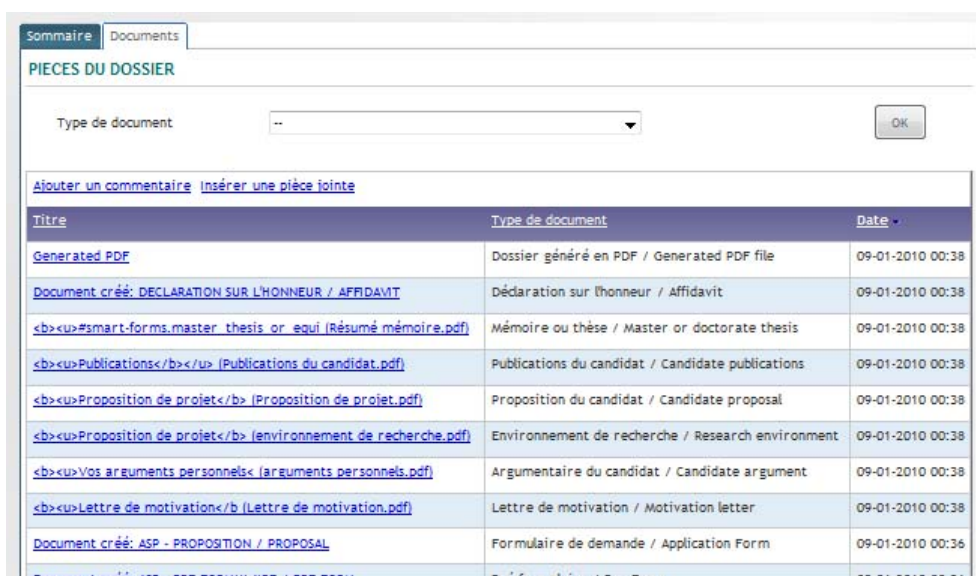 Sommaire Documents
PIECES DU DOSSIER
Type de document -- OK
Ajouter un commentaire Insérer une pièce jointe
Titre Type de document Date
Generated PDF Dossier généré en PDF / Generated PDF file 09-01-2010 00:38
Document créé: DECLARATION SUR L'HONNEUR / AFFIDAVIT Déclaration sur l'honneur / Affidavit 09-01-2010 00:38
<b><u>#smart-forms.master_thesis_or_equi (Résumé mémoire.pdf) Mémoire ou thèse / Master or doctorate thesis 09-01-2010 00:38
<b><u>Publications</b></u> (Publications du candidat.pdf) Publications du candidat / Candidate publications 09-01-2010 00:38
<b><u>Proposition de projet</b> (Proposition de projet.pdf) Proposition du candidat / Candidate proposal 09-01-2010 00:38
<b><u>Proposition de projet</b> (environnement de recherche.pdf) Environnement de recherche / Research environment 09-01-2010 00:38
<b><u>Vos arguments personnels< (arguments personnels.pdf) Argumentaire du candidat / Candidate argument 09-01-2010 00:38
<b><u>Lettre de motivation</b (Lettre de motivation.pdf) Lettre de motivation / Motivation letter 09-01-2010 00:38
Document créé: ASP - PROPOSITION / PROPOSAL Formulaire de demande / Application Form 09-01-2010 00:36